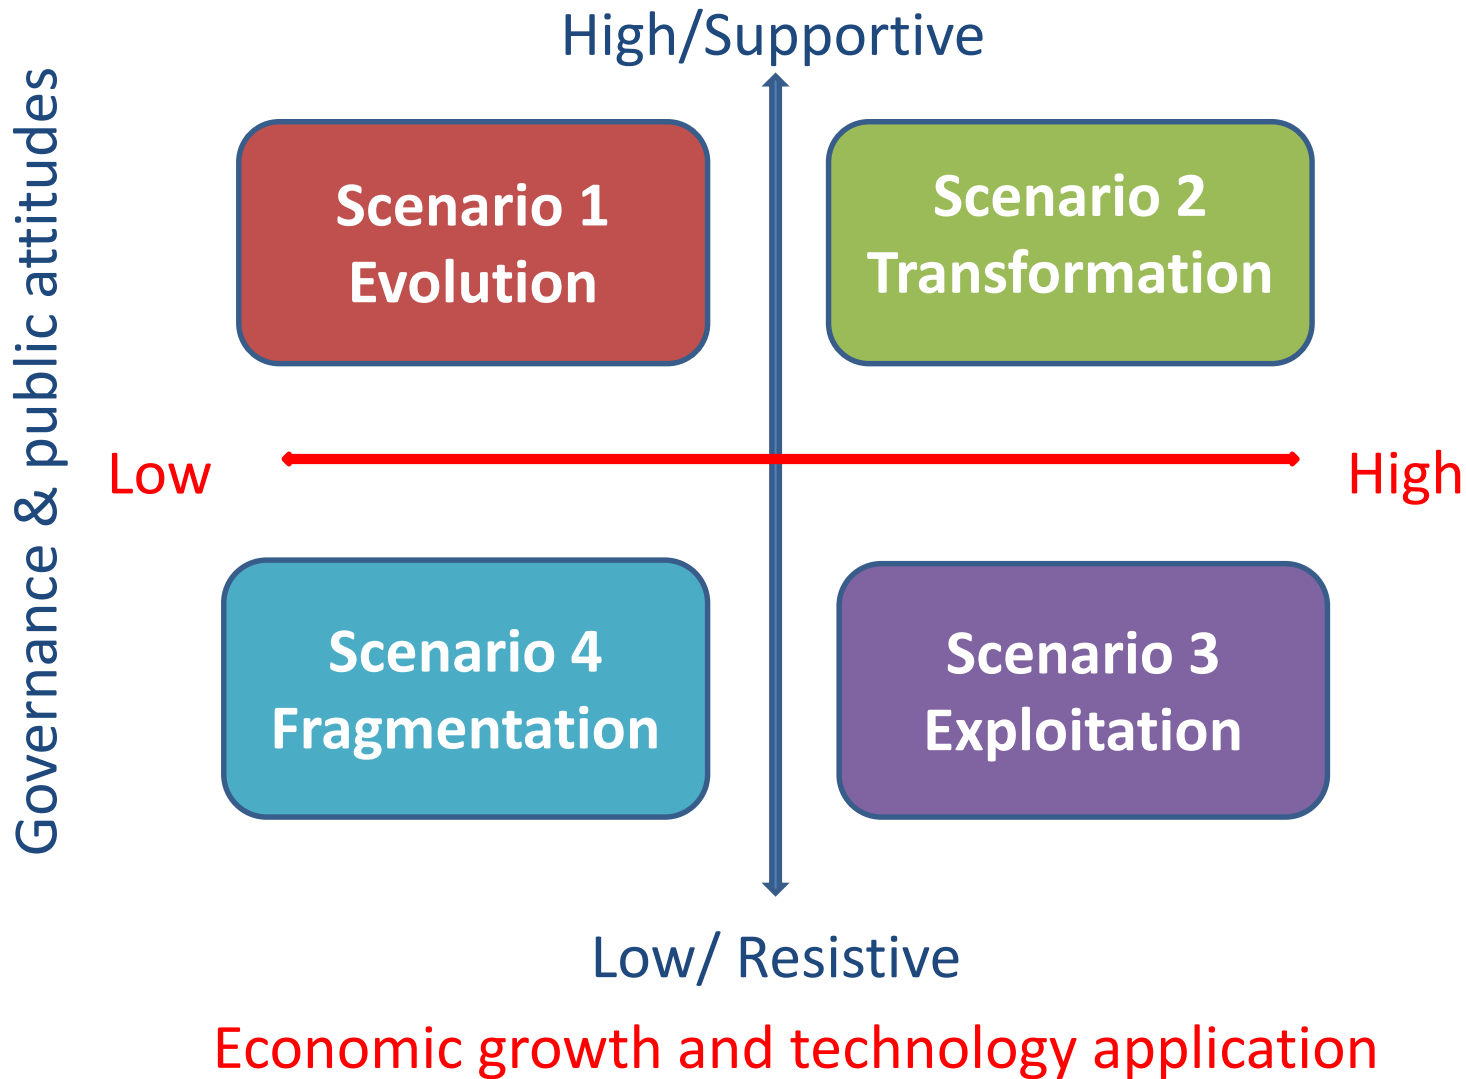 High/Supportive
Governance & public attitudes
Scenario 1
Evolution
Scenario 2
Transformation
Low
High
Scenario 4
Fragmentation
Scenario 3
Exploitation
Low/ Resistive
Economic growth and technology application